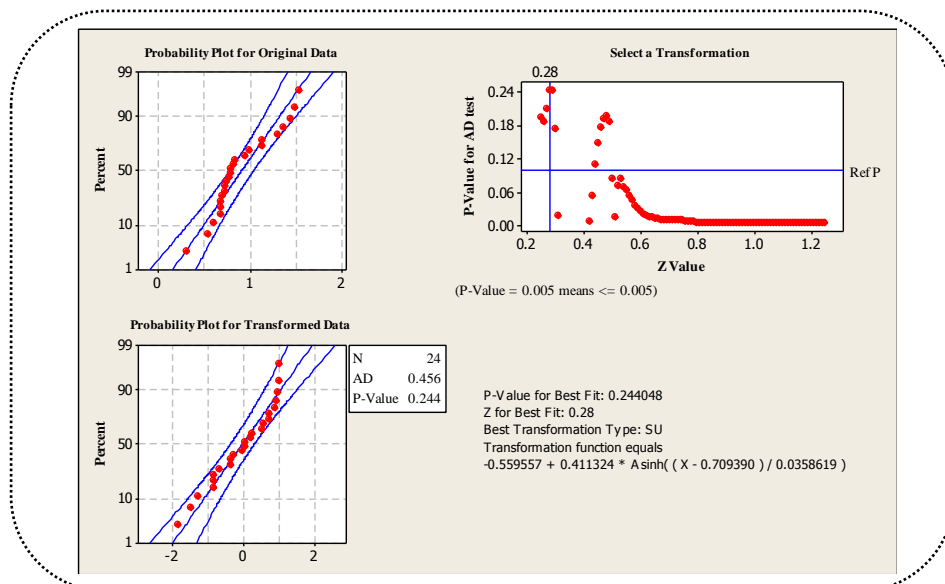 Probability Plot for Original Data
99
90
50
10
1
Percent
0
1
2
Select a Transformation
0.28
0.24
0.18
0.12
0.06
0.00
P-Value for AD test
Ref P
0.2
0.4
0.6
0.8
1.0
1.2
Z Value
(P-Value = 0.005 means <= 0.005)
Probability Plot for Transformed Data
99
90
50
10
1
Percent
-2
0
2
N 24
AD 0.456
P-Value 0.244
P-Value for Best Fit: 0.244048
Z for Best Fit: 0.28
Best Transformation Type: SU
Transformation function equals
-0.559557 + 0.411324 * Asinh( ( X - 0.709390 ) / 0.0358619 )